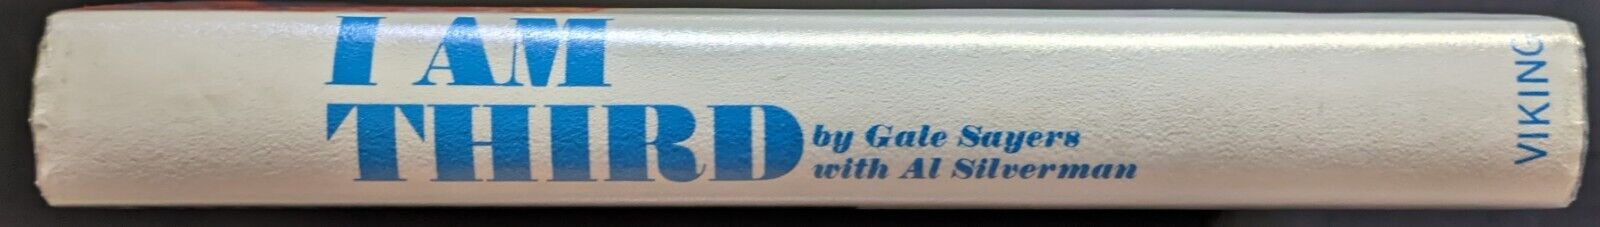 I AM
THIRD
by Gale Sayers
with Al Silverman
VIKING